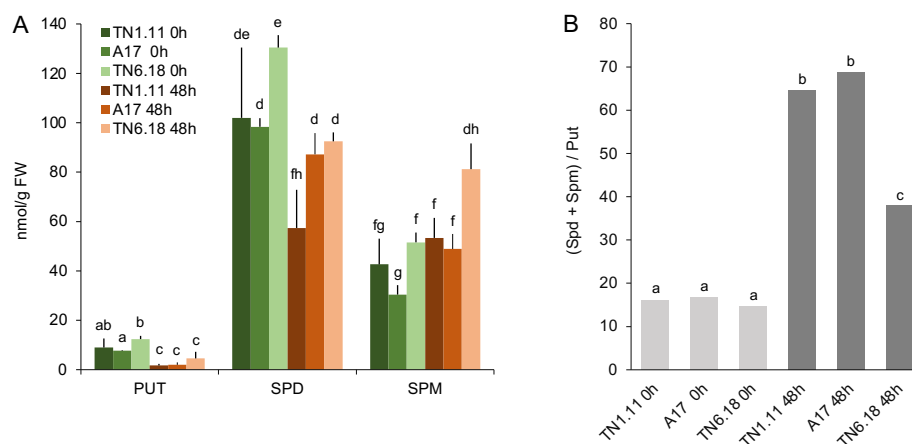 A
nmol/g FW
140
120
100
80
60
40
20
0
TN1.11 0h
A17 0h
TN6.18 0h
TN1.11 48h
A17 48h
TN6.18 48h
ab a b c c c
de d e fh d d
fg g f f f dh
PUT SPD SPM
B
(Spd + Spm) / Put
80
70
60
50
40
30
20
10
0
a a a b b c
TN1.11 0h
A17 0h
TN6.18 0h
TN1.11 48h
A17 48h
TN6.18 48h